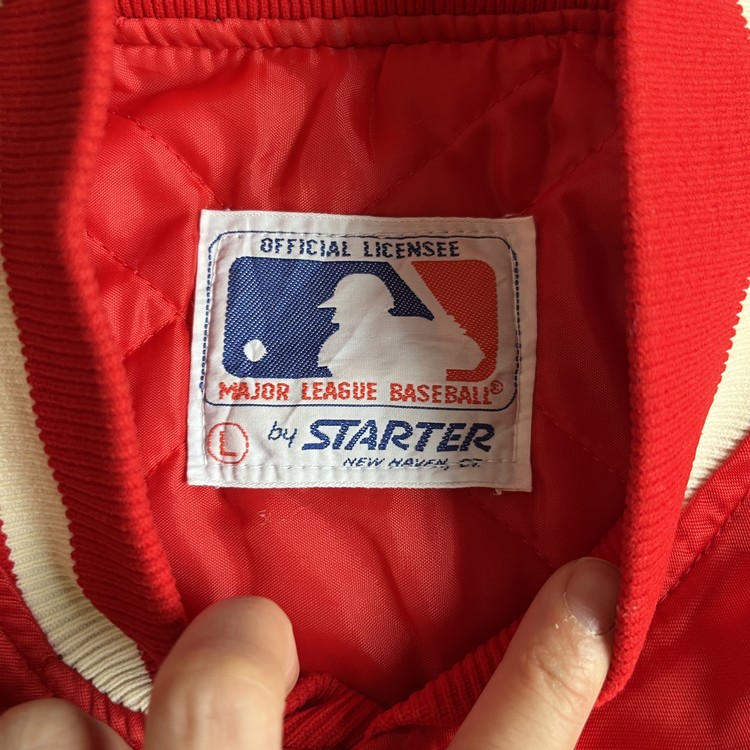 OFFICIAL LICENSEE
MAJOR LEAGUE BASEBALL®
L by STARTER
NEW HAVEN, CT.